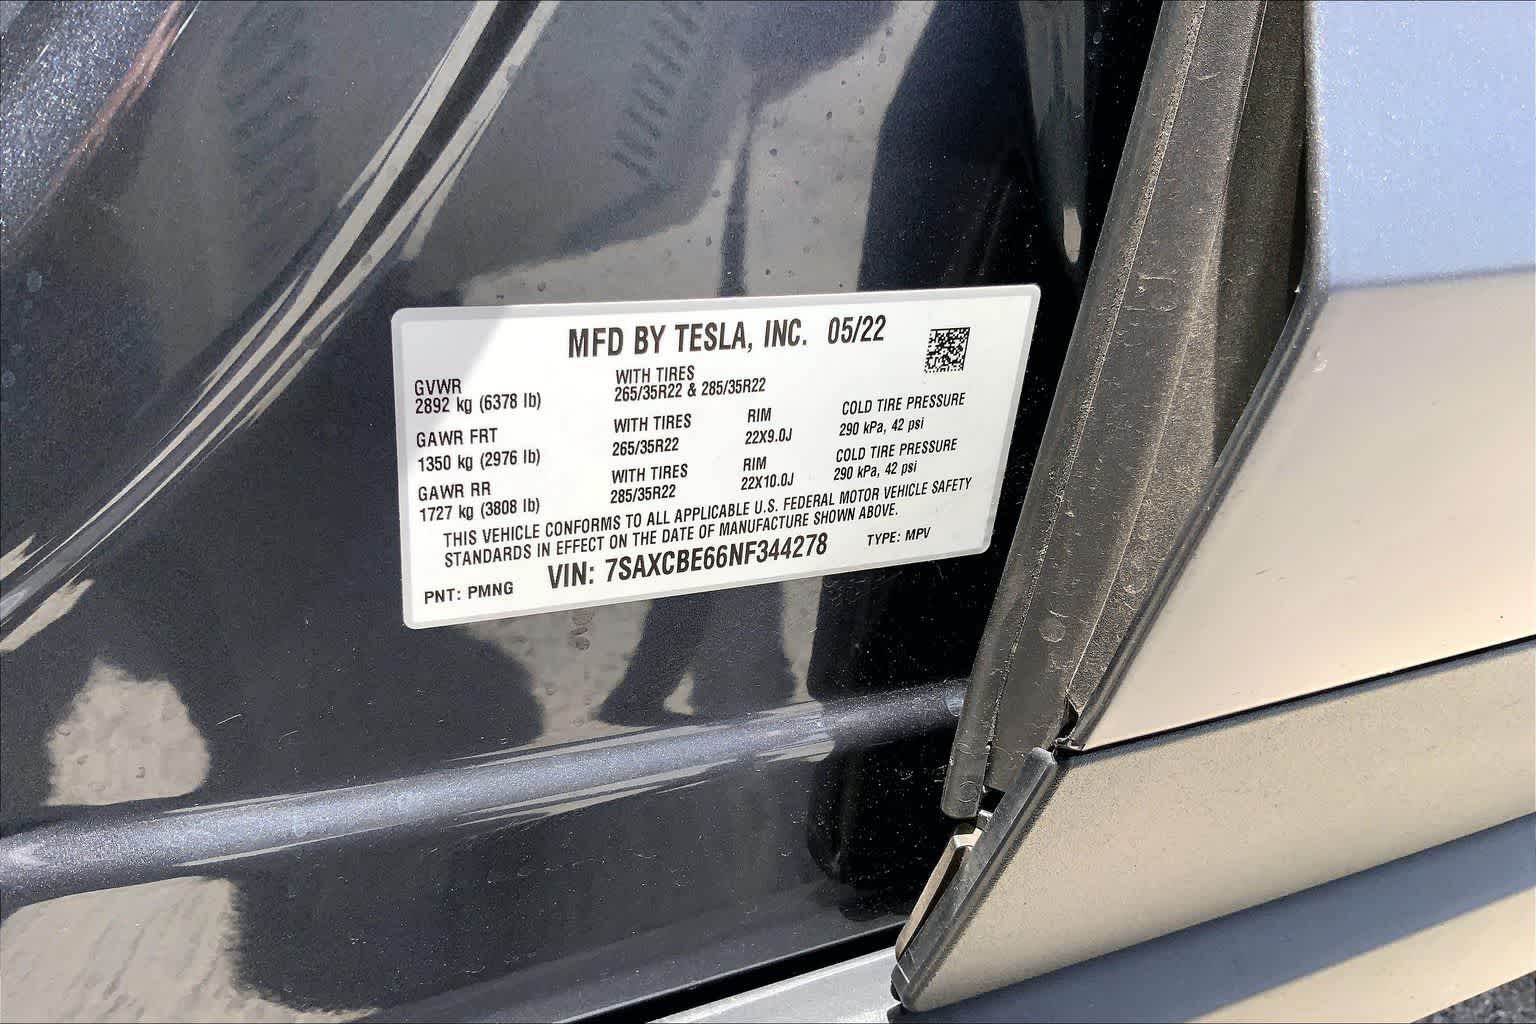 MFD BY TESLA, INC. 05/22
GVWR
2892 kg (6378 lb)
WITH TIRES
265/35R22 & 285/35R22
GAWR FRT
1350 kg (2976 lb)
WITH TIRES
265/35R22
RIM
22X9.0J
COLD TIRE PRESSURE
290 kPa, 42 psi
GAWR RR
1727 kg (3808 lb)
WITH TIRES
285/35R22
RIM
22X10.0J
COLD TIRE PRESSURE
290 kPa, 42 psi
THIS VEHICLE CONFORMS TO ALL APPLICABLE U.S. FEDERAL MOTOR VEHICLE SAFETY
STANDARDS IN EFFECT ON THE DATE OF MANUFACTURE SHOWN ABOVE.
PNT: PMNG
VIN: 7SAXCBE66NF344278
TYPE: MPV